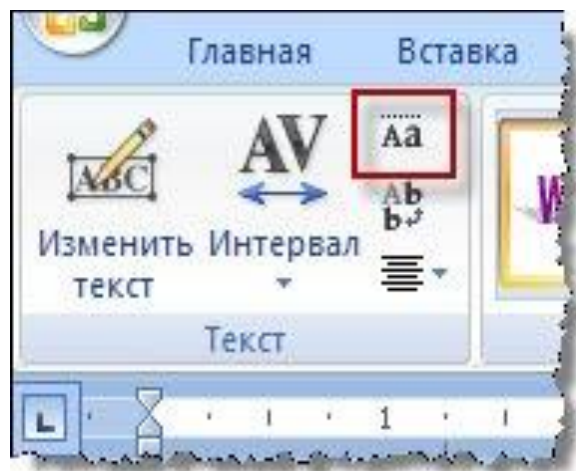 Главная Вставка
AV Aa
ABC Ab
b
Изменить Интервал
текст
W
Текст
L 1